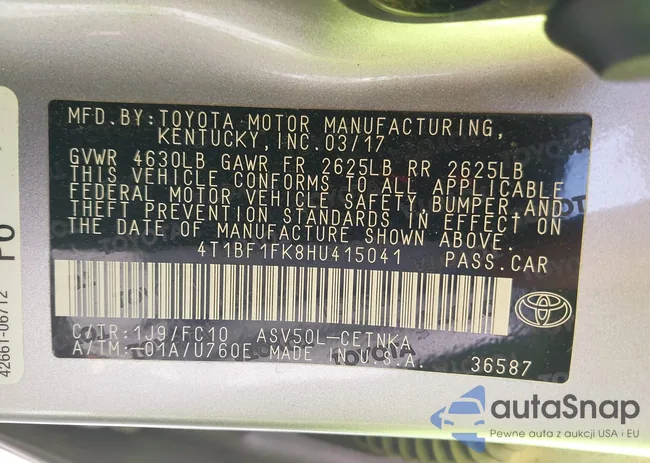 MFD.BY:TOYOTA MOTOR MANUFACTURING,
KENTUCKY, INC.03/17
GVWR 4630LB GAWR FR 2625LB RR 2625LB
THIS VEHICLE CONFORMS TO ALL APPLICABLE
FEDERAL MOTOR VEHICLE SAFETY, BUMPER, AND
THEFT PREVENTION STANDARDS IN EFFECT ON
THE DATE OF MANUFACTURE SHOWN ABOVE.
4T1BF1FK8HU415041 PASS.CAR
C/TR:1J9/FC10 ASV50L-CETNKA
A/TM:-01A/U760E MADE IN U.S.A. 36587
42661-06712
autaSnap
Pewne auta z aukcji USA i EU